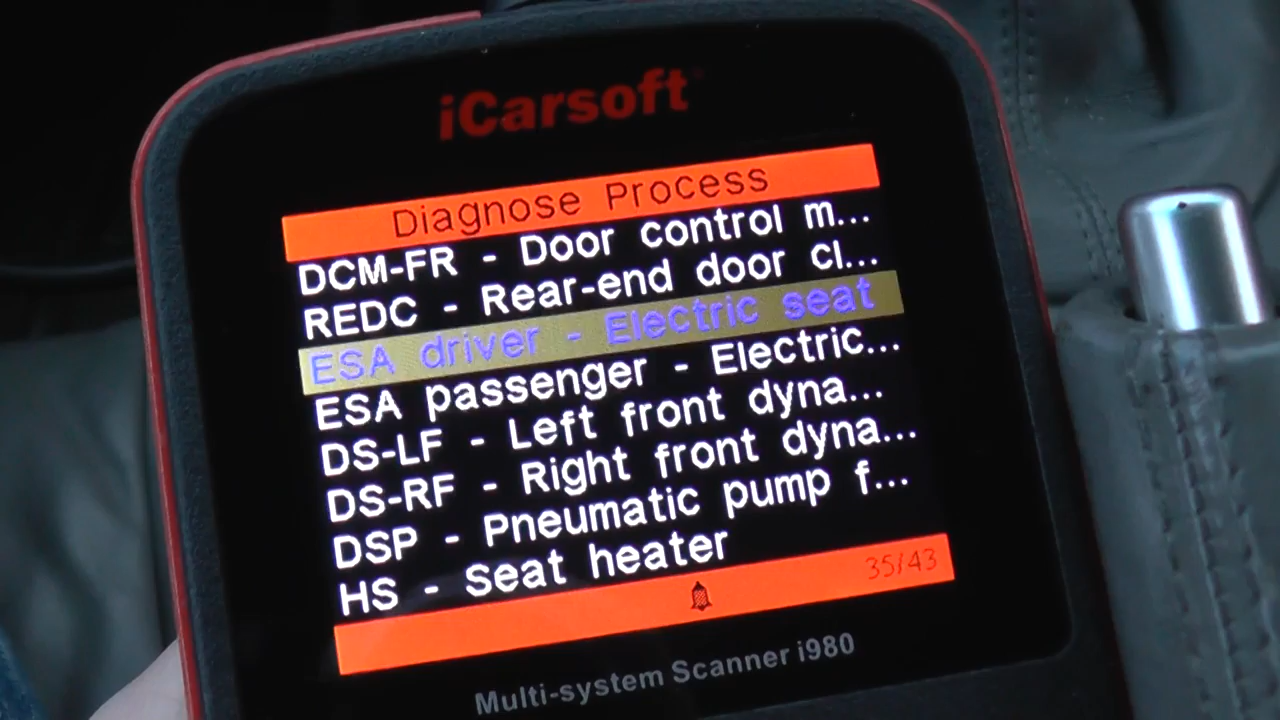 iCarsoft
Diagnose Process
DCM-FR - Door control m...
REDC - Rear-end door cl...
ESA driver - Electric seat
ESA passenger - Electric...
DS-LF - Left front dyna...
DS-RF - Right front dyna...
DSP - Pneumatic pump f...
HS - Seat heater
35/43
Multi-system Scanner i980